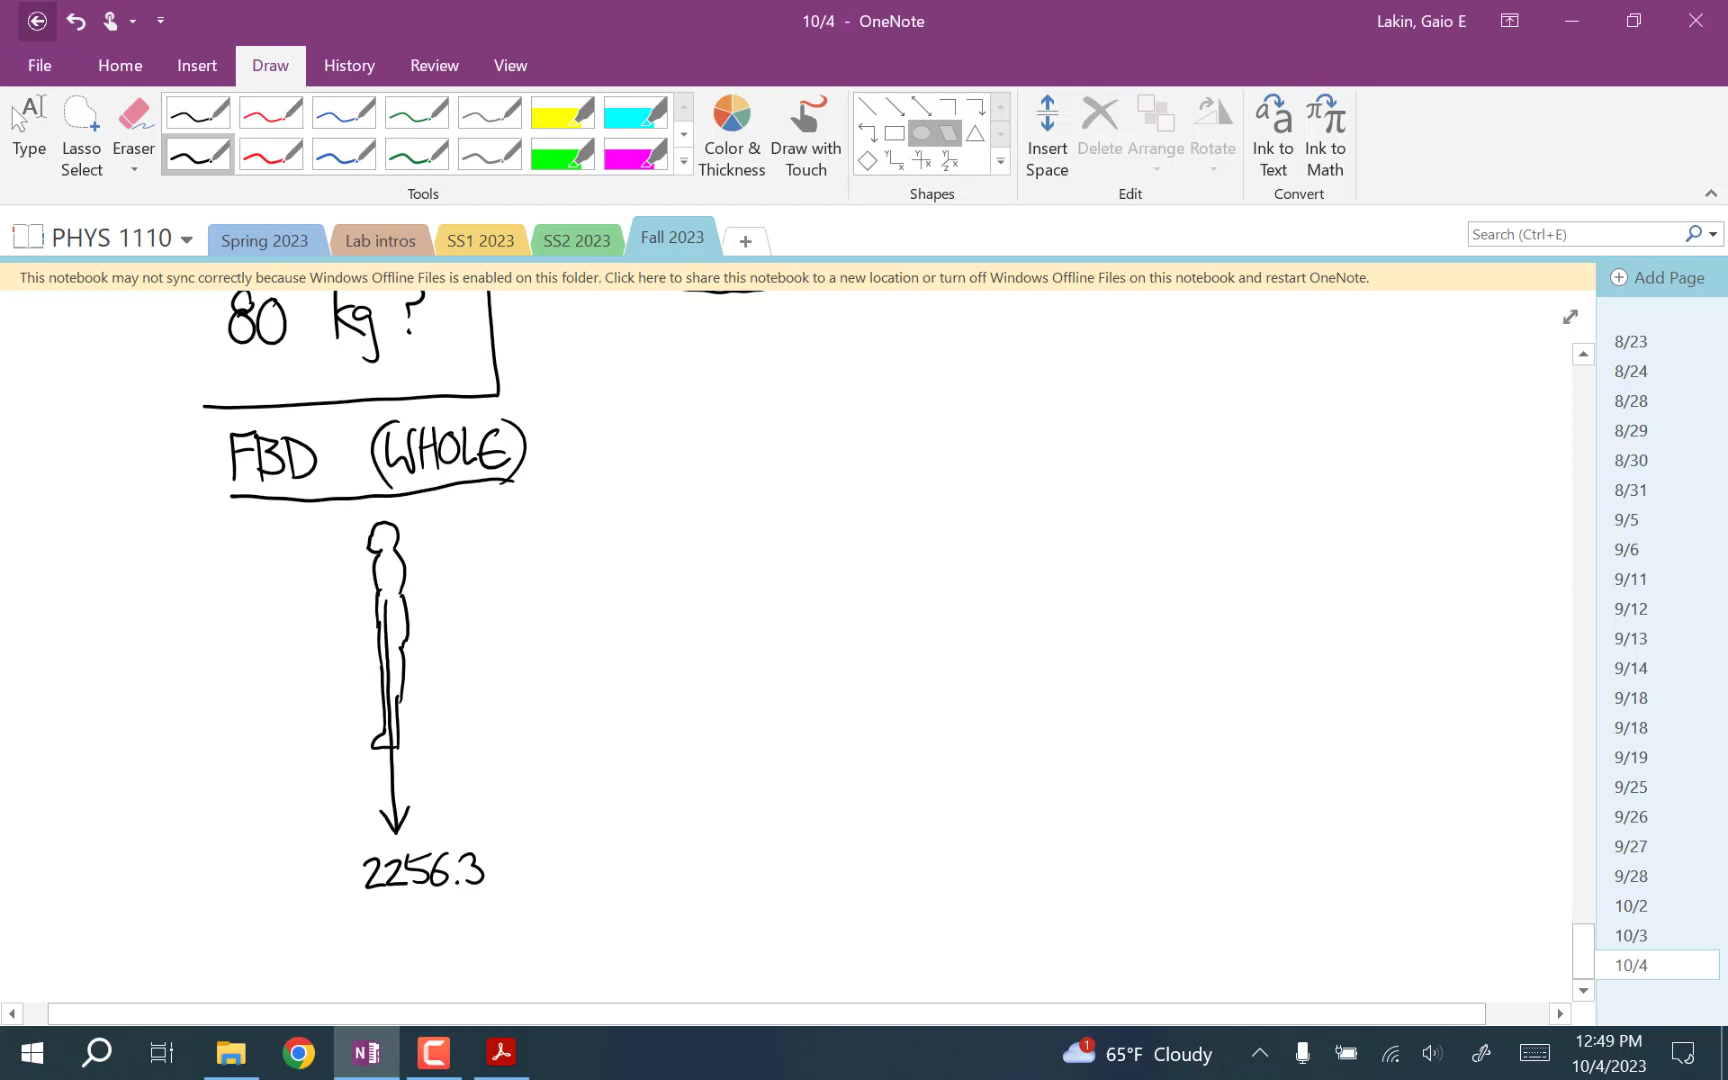 10/4 - OneNote
Lakin, Gaio E
File Home Insert Draw History Review View
Type
Lasso Select
Eraser
Color & Thickness
Draw with Touch
Insert Space
Delete
Arrange
Rotate
Ink to Text
Ink to Math
Tools
Shapes
Edit
Convert
PHYS 1110
Spring 2023
Lab intros
SS1 2023
SS2 2023
Fall 2023
Search (Ctrl+E)
This notebook may not sync correctly because Windows Offline Files is enabled on this folder. Click here to share this notebook to a new location or turn off Windows Offline Files on this notebook and restart OneNote.
Add Page
80 kg ?
FBD (WHOLE)
2256.3
8/23
8/24
8/28
8/29
8/30
8/31
9/5
9/6
9/11
9/12
9/13
9/14
9/18
9/18
9/19
9/25
9/26
9/27
9/28
10/2
10/3
10/4
1
65°F Cloudy
12:49 PM
10/4/2023